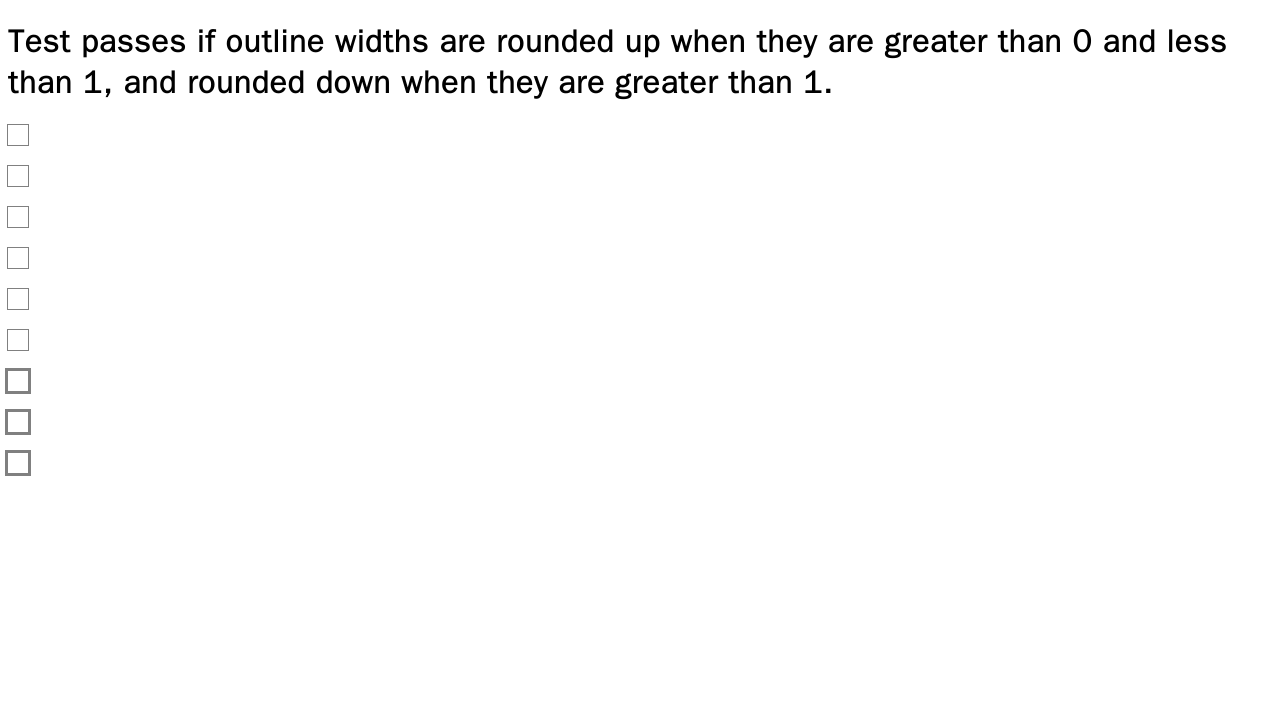 Test passes if outline widths are rounded up when they are greater than 0 and less
than 1, and rounded down when they are greater than 1.